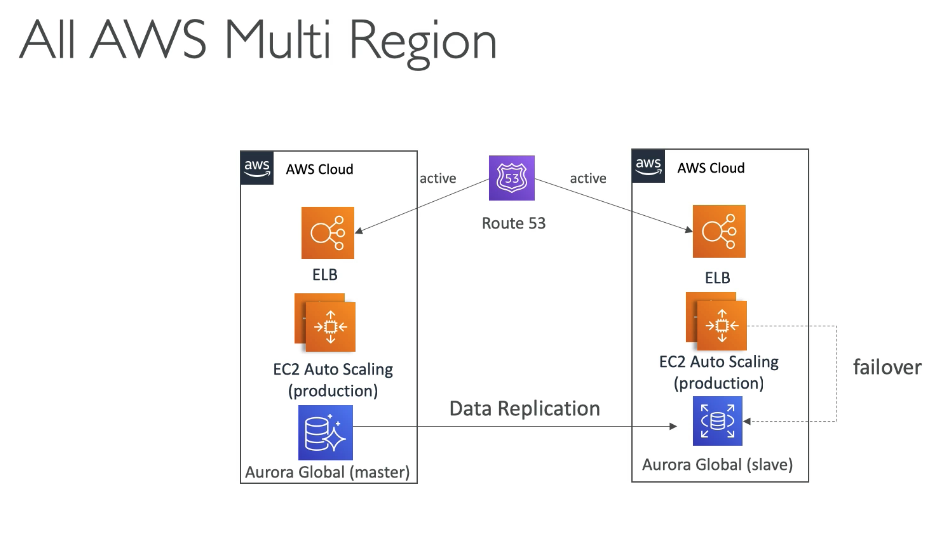 All AWS Multi Region
aws
AWS Cloud
active
53
active
Route 53
aws
AWS Cloud
ELB
EC2 Auto Scaling
(production)
Aurora Global (master)
Data Replication
ELB
EC2 Auto Scaling
(production)
Aurora Global (slave)
failover